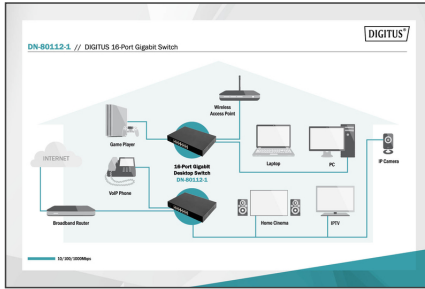 DIGITUS®
DN-80112-1 // DIGITUS 16-Port Gigabit Switch
Wireless
Access Point
Game Player
INTERNET
16-Port Gigabit
Desktop Switch
DN-80112-1
Laptop
PC
IP Camera
VoIP Phone
Broadband Router
Home Cinema
IPTV
10/100/1000Mbps